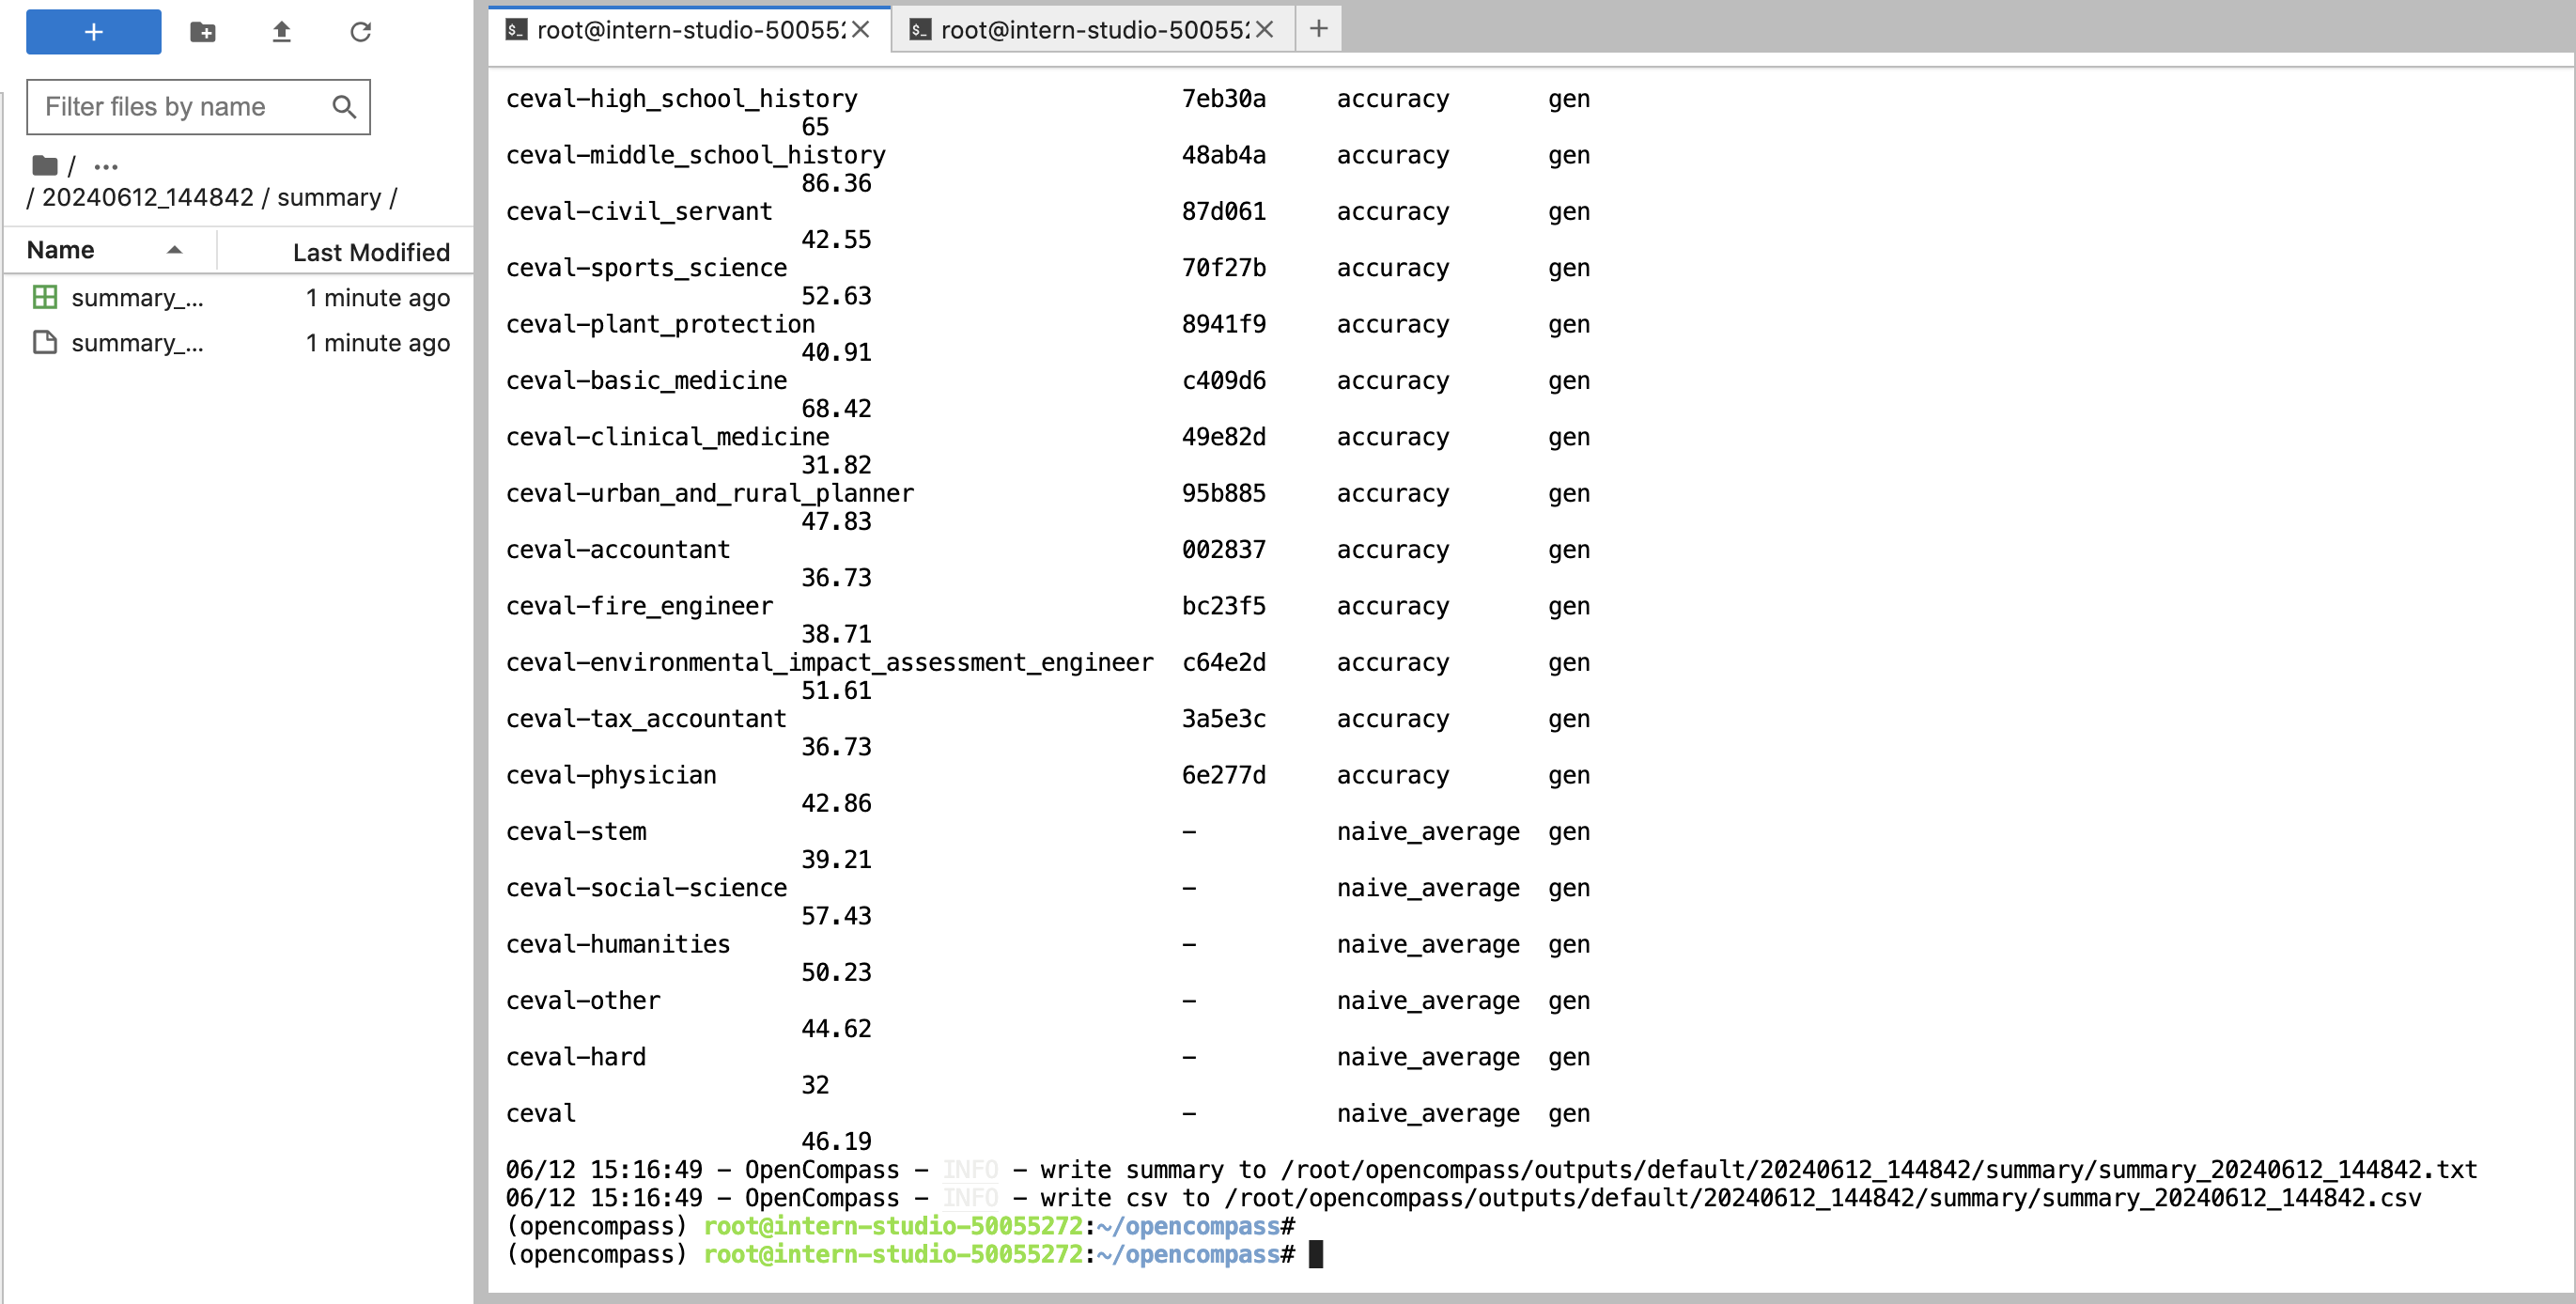 +
Filter files by name
/ ...
/ 20240612_144842 / summary /
Name Last Modified
summary_... 1 minute ago
summary_... 1 minute ago
root@intern-studio-50055: root@intern-studio-50055: +
ceval-high_school_history 7eb30a accuracy gen
65
ceval-middle_school_history 48ab4a accuracy gen
86.36
ceval-civil_servant 87d061 accuracy gen
42.55
ceval-sports_science 70f27b accuracy gen
52.63
ceval-plant_protection 8941f9 accuracy gen
40.91
ceval-basic_medicine c409d6 accuracy gen
68.42
ceval-clinical_medicine 49e82d accuracy gen
31.82
ceval-urban_and_rural_planner 95b885 accuracy gen
47.83
ceval-accountant 002837 accuracy gen
36.73
ceval-fire_engineer bc23f5 accuracy gen
38.71
ceval-environmental_impact_assessment_engineer c64e2d accuracy gen
51.61
ceval-tax_accountant 3a5e3c accuracy gen
36.73
ceval-physician 6e277d accuracy gen
42.86
ceval-stem - naive_average gen
39.21
ceval-social-science - naive_average gen
57.43
ceval-humanities - naive_average gen
50.23
ceval-other - naive_average gen
44.62
ceval-hard - naive_average gen
32
ceval - naive_average gen
46.19
06/12 15:16:49 - OpenCompass - INFO - write summary to /root/opencompass/outputs/default/20240612_144842/summary/summary_20240612_144842.txt
06/12 15:16:49 - OpenCompass - INFO - write csv to /root/opencompass/outputs/default/20240612_144842/summary/summary_20240612_144842.csv
(opencompass) root@intern-studio-50055272:~/opencompass#
(opencompass) root@intern-studio-50055272:~/opencompass#